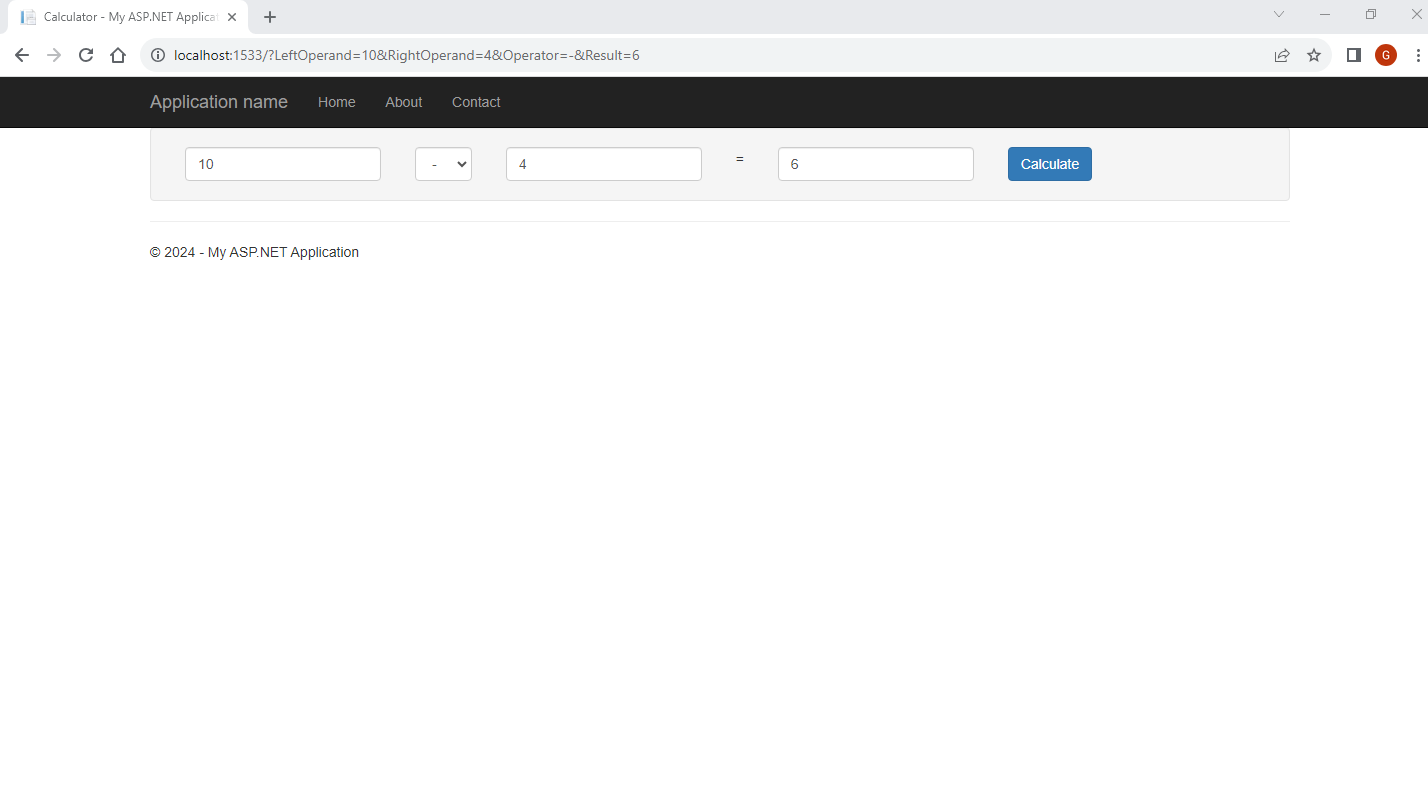 Calculator - My ASP.NET Applica
localhost:1533/?LeftOperand=10&RightOperand=4&Operator=-&Result=6
G
Application name Home About Contact
10 - 4 = 6 Calculate
© 2024 - My ASP.NET Application